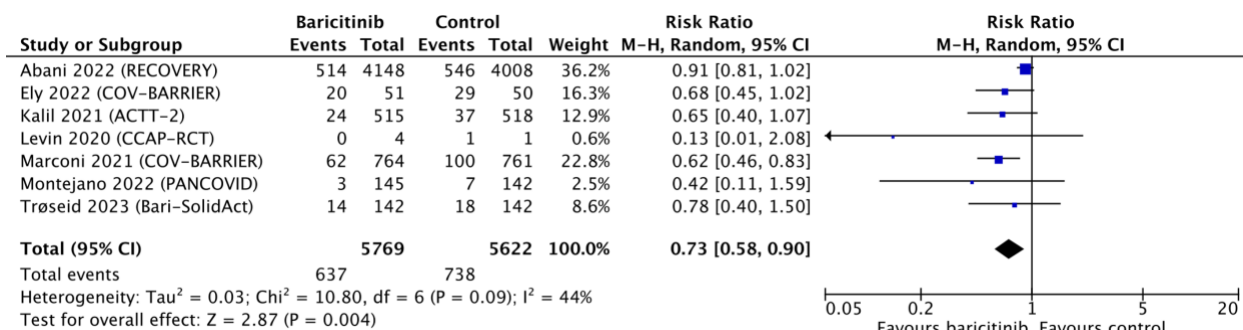 Baricitinib Control Risk Ratio Risk Ratio
Study or Subgroup Events Total Events Total Weight M-H, Random, 95% CI M-H, Random, 95% CI
Abani 2022 (RECOVERY) 514 4148 546 4008 36.2% 0.91 [0.81, 1.02]
Ely 2022 (COV-BARRIER) 20 51 29 50 16.3% 0.68 [0.45, 1.02]
Kalil 2021 (ACTT-2) 24 515 37 518 12.9% 0.65 [0.40, 1.07]
Levin 2020 (CCAP-RCT) 0 4 1 1 0.6% 0.13 [0.01, 2.08]
Marconi 2021 (COV-BARRIER) 62 764 100 761 22.8% 0.62 [0.46, 0.83]
Montejano 2022 (PANCOVID) 3 145 7 142 2.5% 0.42 [0.11, 1.59]
Trøseid 2023 (Bari-SolidAct) 14 142 18 142 8.6% 0.78 [0.40, 1.50]
Total (95% CI) 5769 5622 100.0% 0.73 [0.58, 0.90]
Total events 637 738
Heterogeneity: Tau² = 0.03; Chi² = 10.80, df = 6 (P = 0.09); I² = 44%
Test for overall effect: Z = 2.87 (P = 0.004)
0.05 0.2 1 5 20
Favours baricitinib Favours control